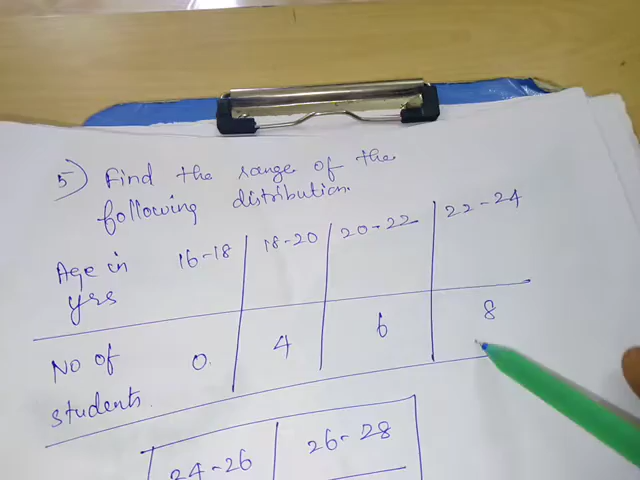 5) Find the range of the
following distribution.
Age in yrs 16-18 18-20 20-22 22-24
No of students. 0. 4 6 8
24-26 26-28